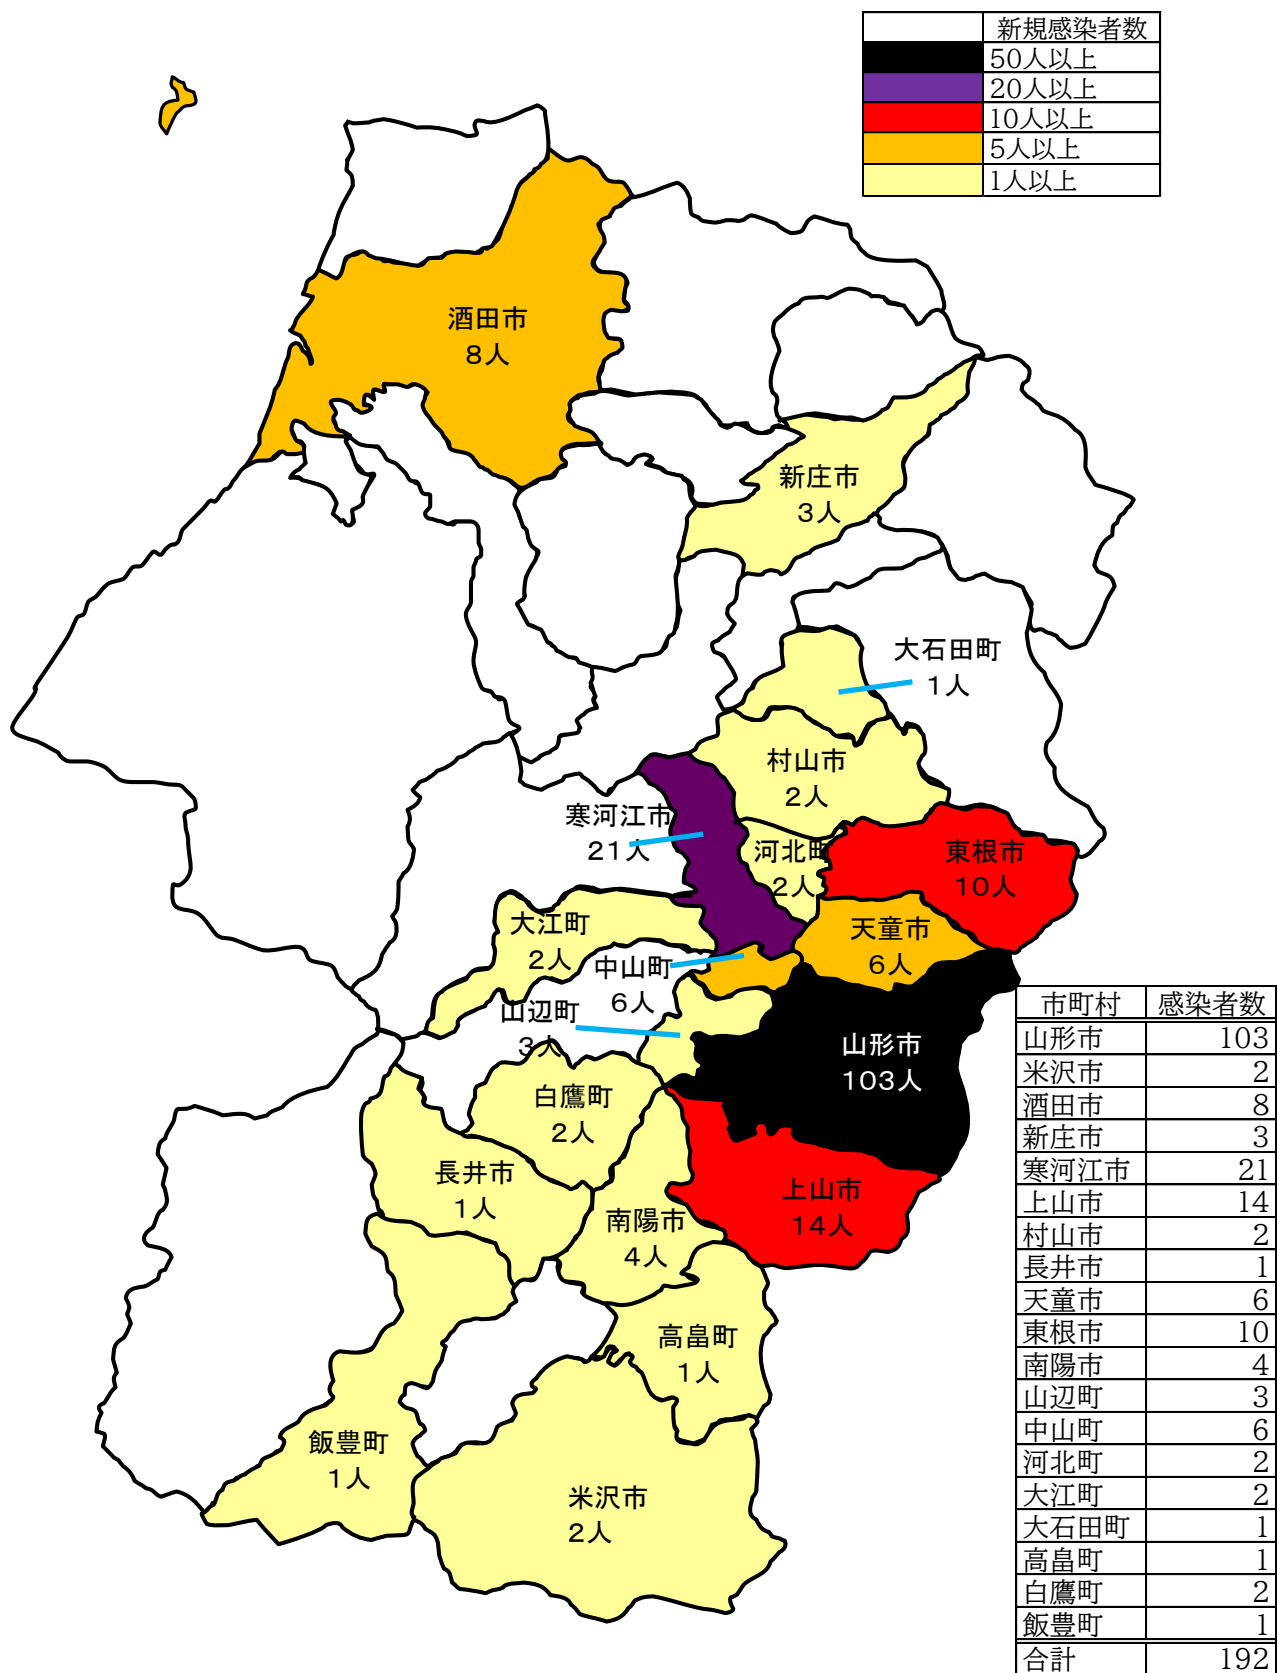 新規感染者数
50人以上
20人以上
10人以上
5人以上
1人以上
酒田市
8人
新庄市
3人
大石田町
1人
村山市
2人
寒河江市
21人
河北町
2人
東根市
10人
大江町
2人
天童市
6人
中山町
6人
山辺町
3人
山形市
103人
白鷹町
2人
長井市
1人
上山市
14人
南陽市
4人
高畠町
1人
飯豊町
1人
米沢市
2人
市町村 感染者数
山形市 103
米沢市 2
酒田市 8
新庄市 3
寒河江市 21
上山市 14
村山市 2
長井市 1
天童市 6
東根市 10
南陽市 4
山辺町 3
中山町 6
河北町 2
大江町 2
大石田町 1
高畠町 1
白鷹町 2
飯豊町 1
合計 192